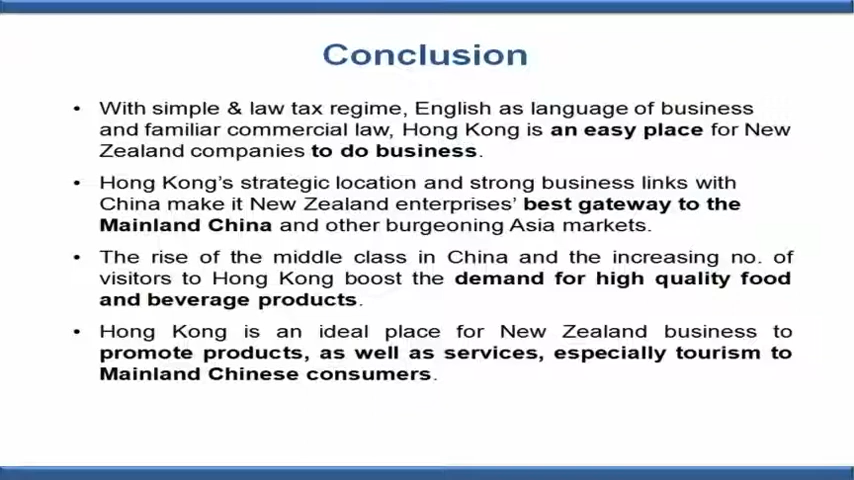 Conclusion
• With simple & law tax regime, English as language of business
and familiar commercial law, Hong Kong is an easy place for New
Zealand companies to do business.
• Hong Kong's strategic location and strong business links with
China make it New Zealand enterprises' best gateway to the
Mainland China and other burgeoning Asia markets.
• The rise of the middle class in China and the increasing no. of
visitors to Hong Kong boost the demand for high quality food
and beverage products.
• Hong Kong is an ideal place for New Zealand business to
promote products, as well as services, especially tourism to
Mainland Chinese consumers.